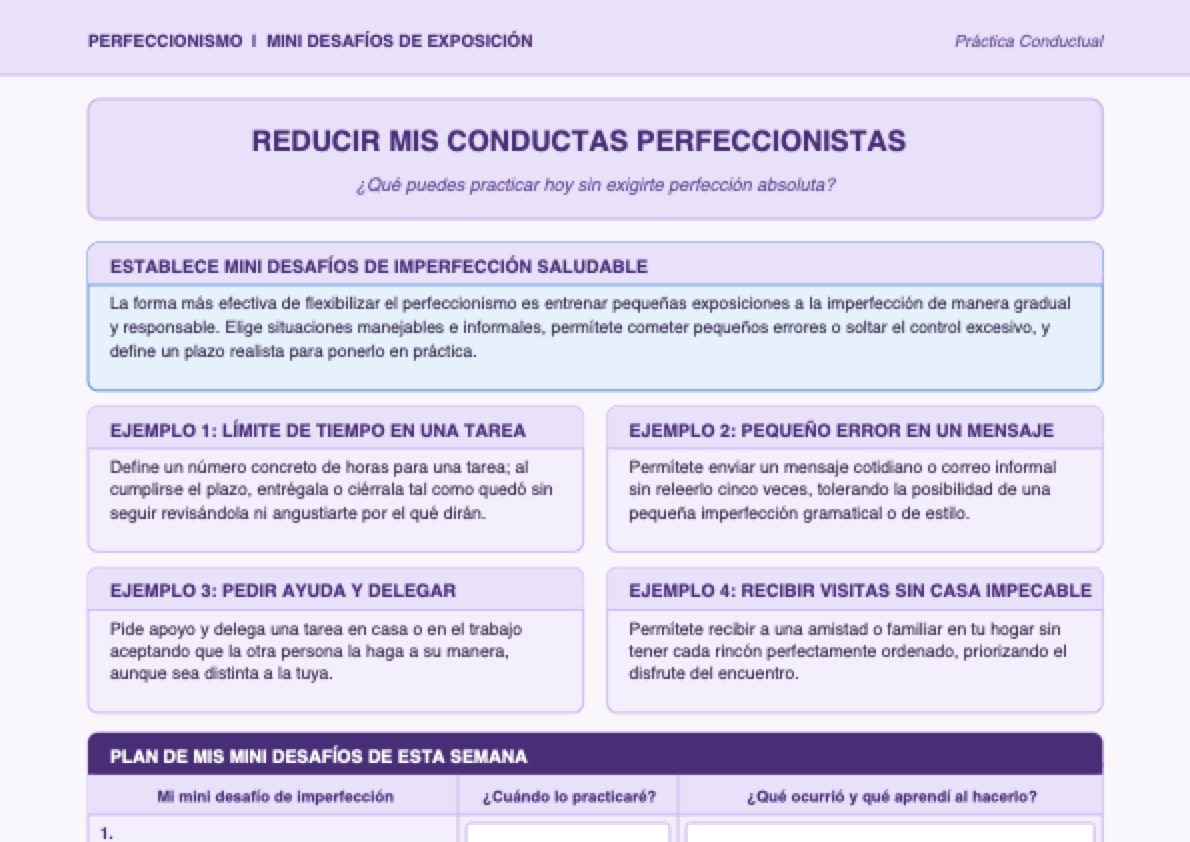 PERFECCIONISMO | MINI DESAFÍOS DE EXPOSICIÓN
Práctica Conductual
REDUCIR MIS CONDUCTAS PERFECCIONISTAS
¿Qué puedes practicar hoy sin exigirte perfección absoluta?
ESTABLECE MINI DESAFÍOS DE IMPERFECCIÓN SALUDABLE
La forma más efectiva de flexibilizar el perfeccionismo es entrenar pequeñas exposiciones a la imperfección de manera gradual
y responsable. Elige situaciones manejables e informales, permítete cometer pequeños errores o soltar el control excesivo, y
define un plazo realista para ponerlo en práctica.
EJEMPLO 1: LÍMITE DE TIEMPO EN UNA TAREA
Define un número concreto de horas para una tarea; al
cumplirse el plazo, entrégala o ciérrala tal como quedó sin
seguir revisándola ni angustiarte por el qué dirán.
EJEMPLO 2: PEQUEÑO ERROR EN UN MENSAJE
Permítete enviar un mensaje cotidiano o correo informal
sin releerlo cinco veces, tolerando la posibilidad de una
pequeña imperfección gramatical o de estilo.
EJEMPLO 3: PEDIR AYUDA Y DELEGAR
Pide apoyo y delega una tarea en casa o en el trabajo
aceptando que la otra persona la haga a su manera,
aunque sea distinta a la tuya.
EJEMPLO 4: RECIBIR VISITAS SIN CASA IMPECABLE
Permítete recibir a una amistad o familiar en tu hogar sin
tener cada rincón perfectamente ordenado, priorizando el
disfrute del encuentro.
PLAN DE MIS MINI DESAFÍOS DE ESTA SEMANA
Mi mini desafío de imperfección
¿Cuándo lo practicaré?
¿Qué ocurrió y qué aprendí al hacerlo?
1.